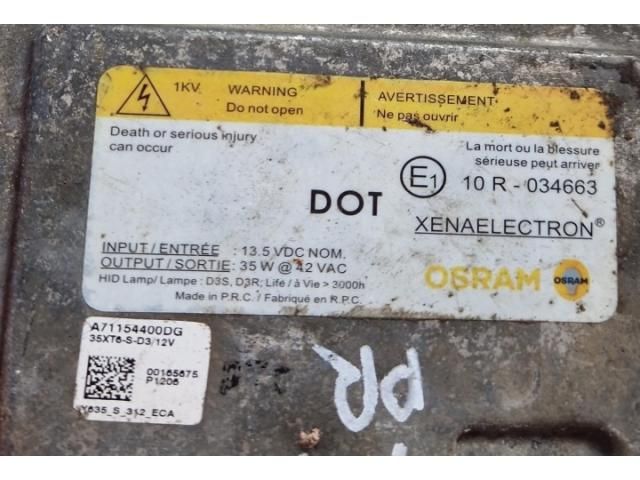 1KV WARNING
Do not open
AVERTISSEMENT
Ne pas ouvrir
Death or serious injury
can occur
La mort ou la blessure
sérieuse peut arriver
E1 10 R - 034663
DOT
XENAELECTRON®
INPUT/ENTRÉE : 13.5 VDC NOM.
OUTPUT/SORTIE: 35 W @ 42 VAC
HID Lamp/ Lampe : D3S, D3R; Life / à Vie > 3000h
Made in P.R.C. / Fabriqué en R.P.C.
OSRAM OSRAM
A71154400DG
35XT6-S-D3/12V
00165675
P1206
Y635_S_312_ECA
PR